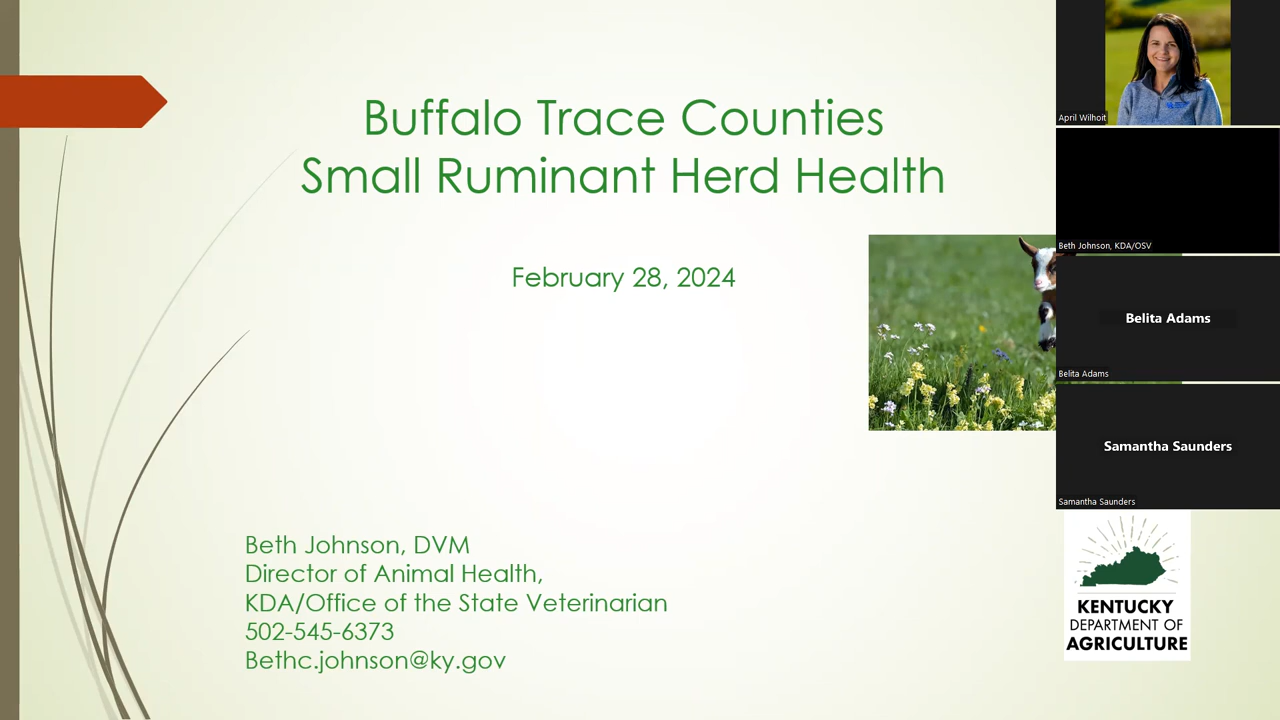 Buffalo Trace Counties
Small Ruminant Herd Health
February 28, 2024
Beth Johnson, DVM
Director of Animal Health,
KDA/Office of the State Veterinarian
502-545-6373
Bethc.johnson@ky.gov
April Wilhoit
Beth Johnson, KDA/OSV
Belita Adams
Belita Adams
Samantha Saunders
Samantha Saunders
KENTUCKY
DEPARTMENT OF
AGRICULTURE